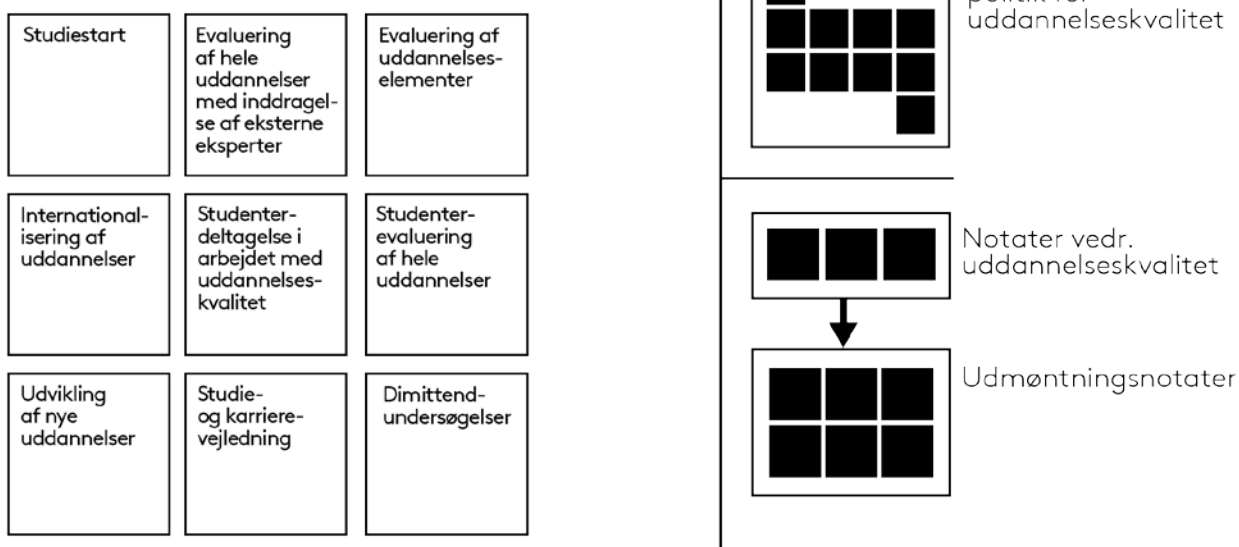 Studiestart
Evaluering
af hele
uddannelser
med inddragel-
se af eksterne
eksperter
Evaluering af
uddannelses-
elementer
International-
isering af
uddannelser
Studenter-
deltagelse i
arbejdet med
uddannelses-
kvalitet
Studenter-
evaluering
af hele
uddannelser
Udvikling
af nye
uddannelser
Studie-
og karriere-
vejledning
Dimittend-
undersøgelser
uddannelseskvalitet
Notater vedr.
uddannelseskvalitet
Udmøntningsnotater